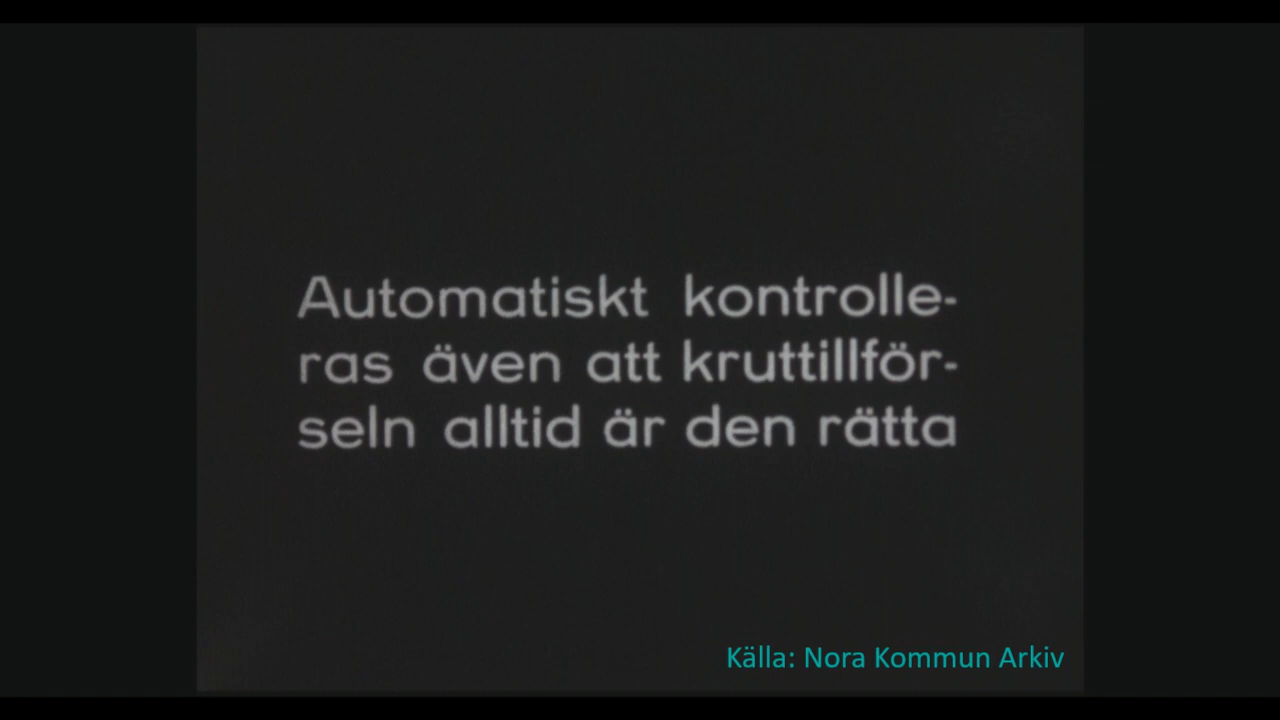 Automatiskt kontrolle-
ras även att kruttillför-
seln alltid är den rätta
Källa: Nora Kommun Arkiv